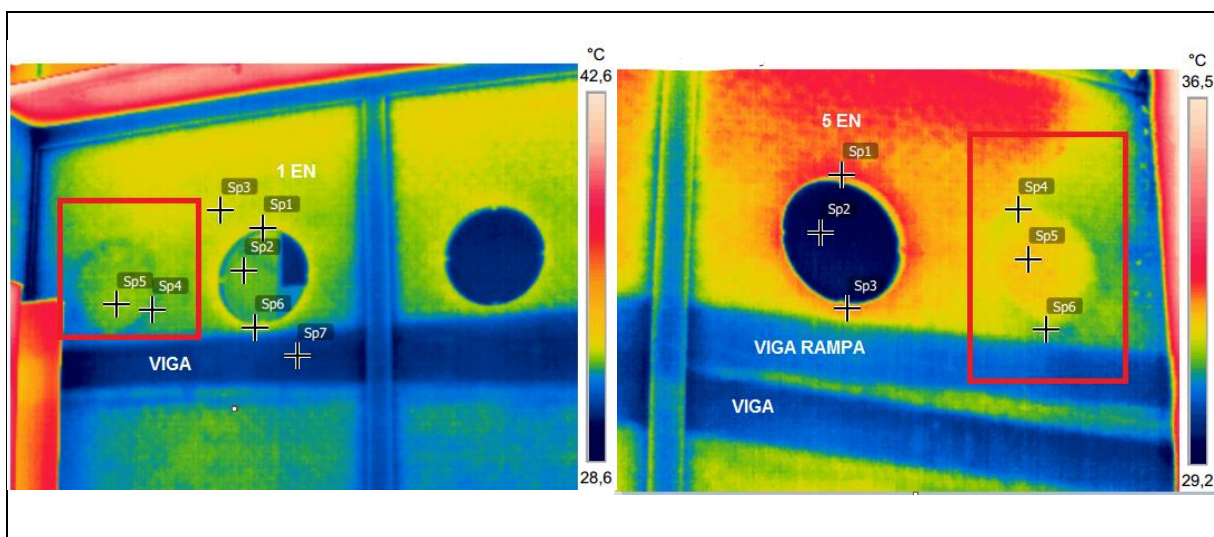 °C
42,6
1 EN
Sp3
Sp1
Sp2
Sp5
Sp4
Sp6
Sp7
VIGA
28,6
°C
36,5
5 EN
Sp1
Sp4
Sp2
Sp5
Sp3
Sp6
VIGA RAMPA
VIGA
29,2